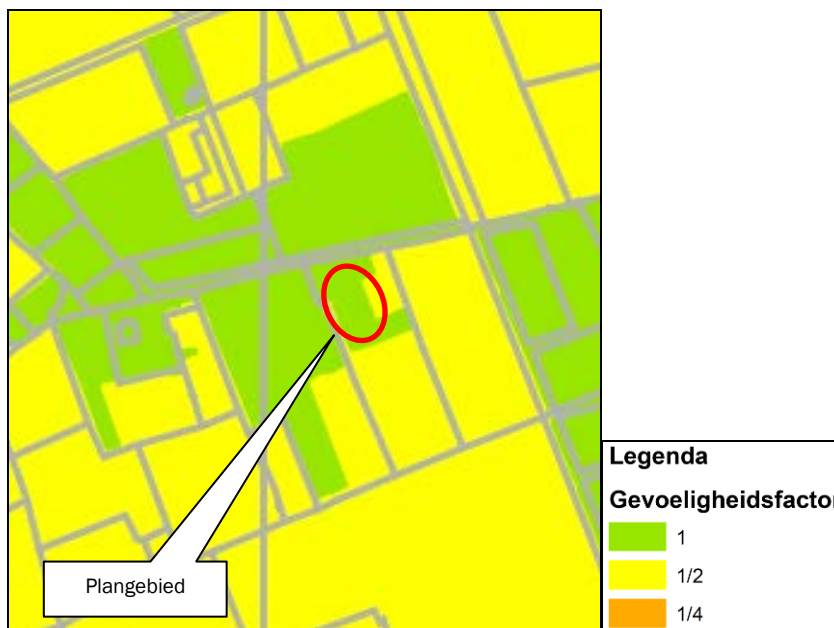 Plangebied
Legenda
Gevoeligheidsfactor
1
1/2
1/4